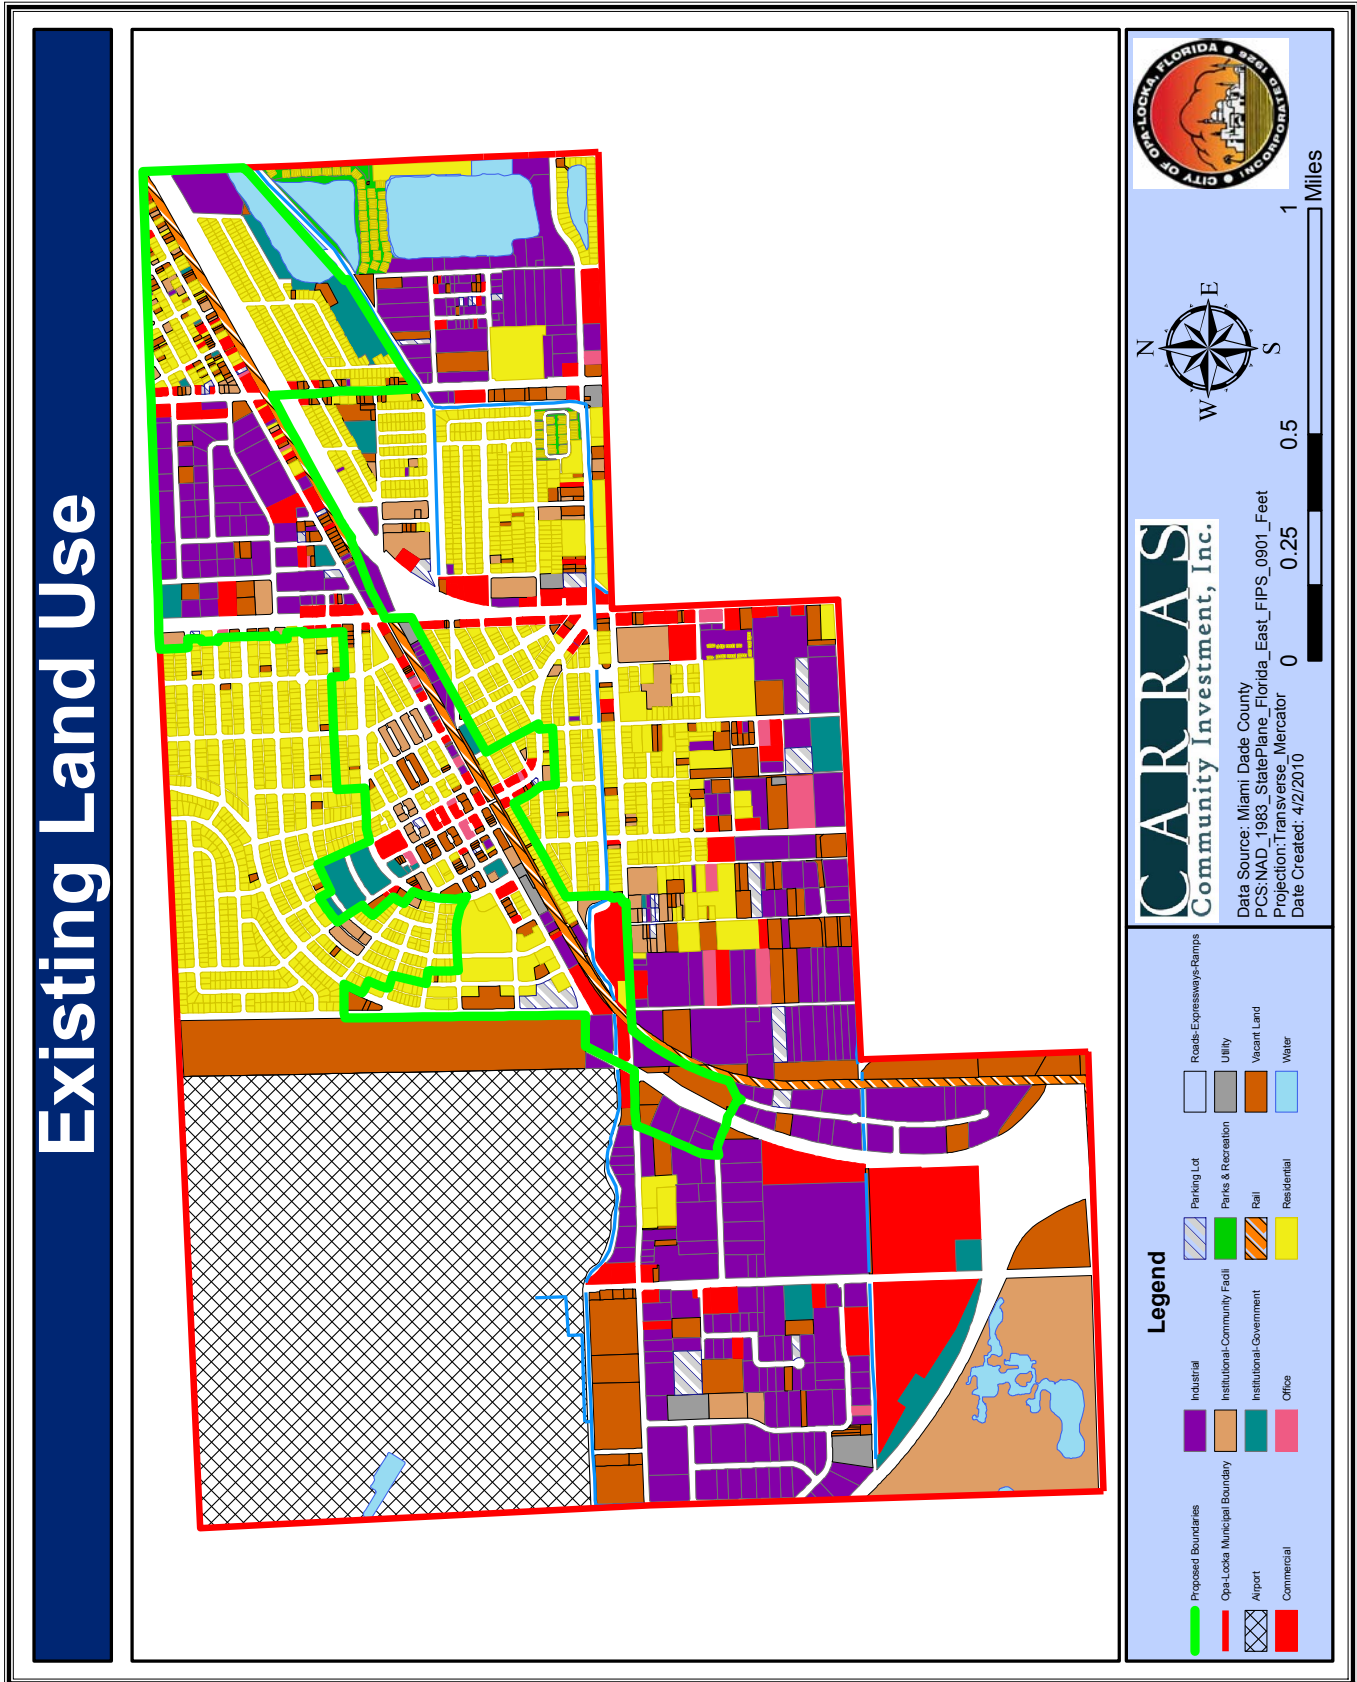 Existing Land Use
CITY OF OPA-LOCKA, FLORIDA
INCORPORATED 1926
N
E
S
W
CARRAS
Community Investment, Inc.
Data Source: Miami Dade County
PCS:NAD_1983_StatePlane_Florida_East_FIPS_0901_Feet
Projection:Transverse_Mercator
Date Created: 4/2/2010
0 0.25 0.5 1
Miles
Legend
Proposed Boundaries
Opa-Locka Municipal Boundary
Airport
Commercial
Industrial
Institutional-Community Facili
Institutional-Government
Office
Parking Lot
Parks & Recreation
Rail
Residential
Roads-Expressways-Ramps
Utility
Vacant Land
Water